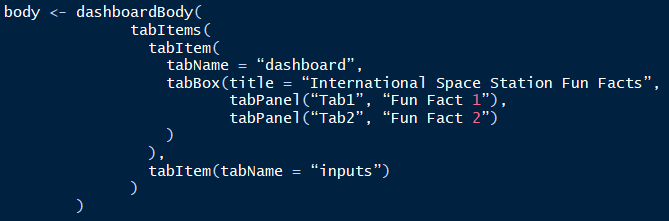 body <- dashboardBody(
tabItems(
tabItem(
tabName = “dashboard”,
tabBox(title = “International Space Station Fun Facts”,
tabPanel(“Tab1”, “Fun Fact 1”),
tabPanel(“Tab2”, “Fun Fact 2”)
)
),
tabItem(tabName = “inputs”)
)
)